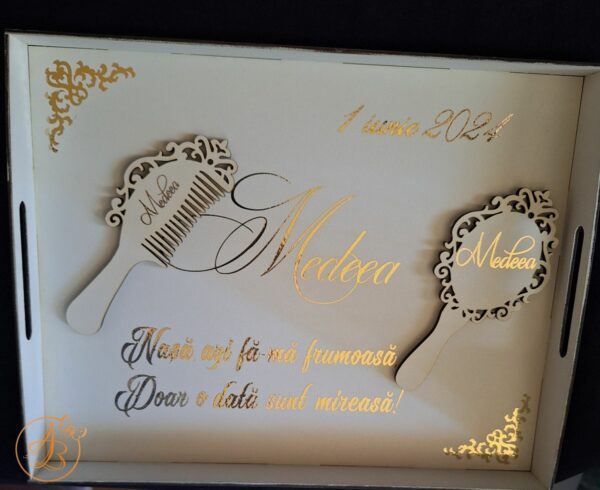 1 iunie 2024
Medeea
Medeea
Medeea
Nașă, azi fă-mă frumoasă
Doar o dată sunt mireasă!